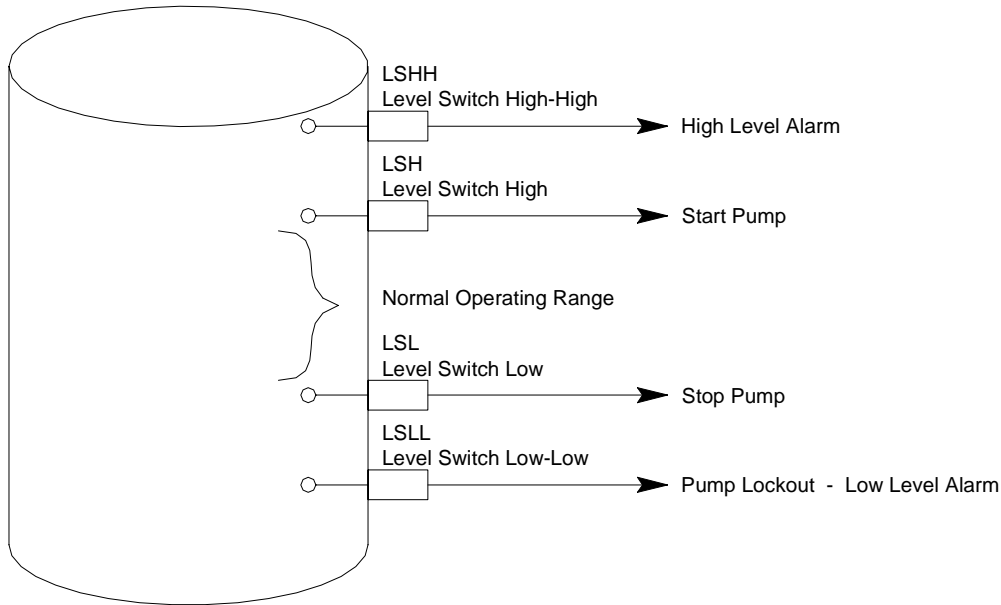 LSHH
Level Switch High-High
High Level Alarm
LSH
Level Switch High
Start Pump
Normal Operating Range
LSL
Level Switch Low
Stop Pump
LSLL
Level Switch Low-Low
Pump Lockout - Low Level Alarm